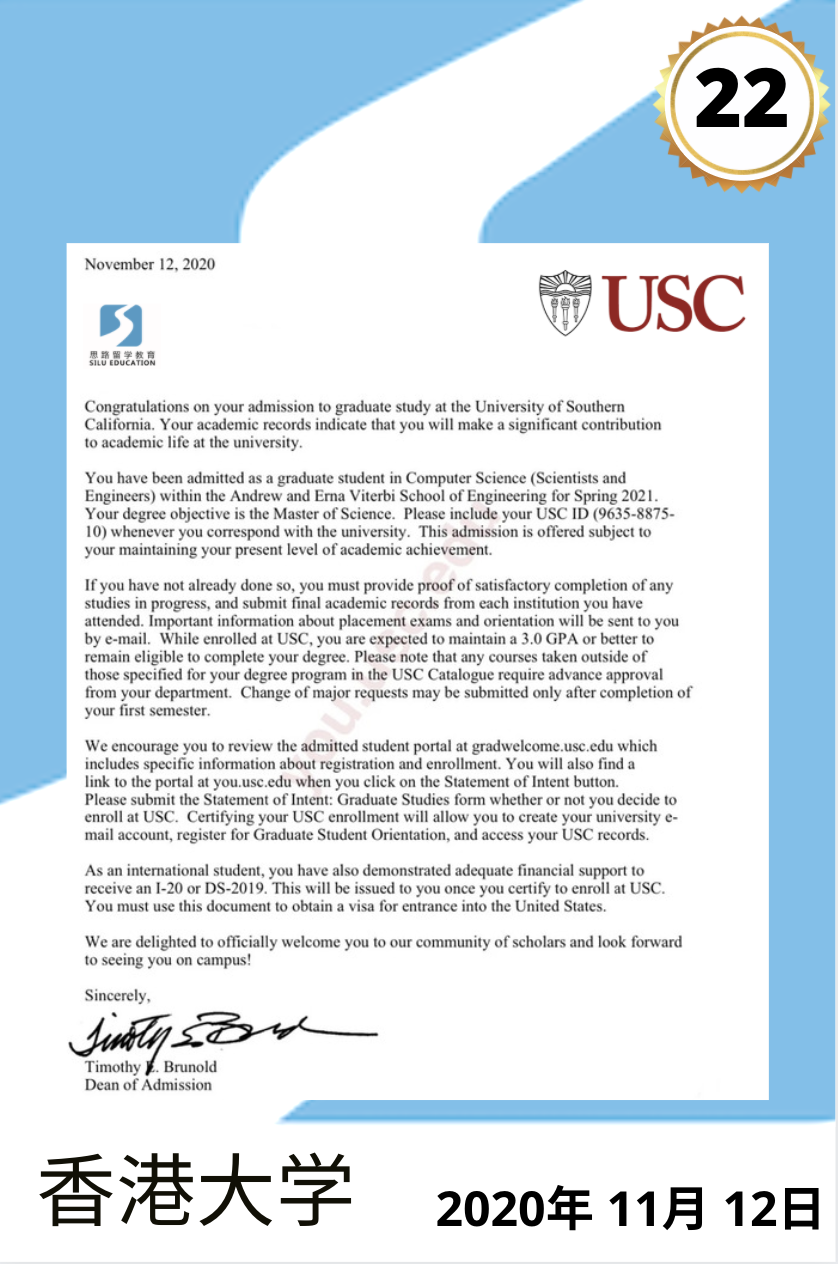 22
November 12, 2020
USC
思路留学教育
SILU EDUCATION
Congratulations on your admission to graduate study at the University of Southern
California. Your academic records indicate that you will make a significant contribution
to academic life at the university.
You have been admitted as a graduate student in Computer Science (Scientists and
Engineers) within the Andrew and Erna Viterbi School of Engineering for Spring 2021.
Your degree objective is the Master of Science.  Please include your USC ID (9635-8875-
10) whenever you correspond with the university.  This admission is offered subject to
your maintaining your present level of academic achievement.
If you have not already done so, you must provide proof of satisfactory completion of any
studies in progress, and submit final academic records from each institution you have
attended. Important information about placement exams and orientation will be sent to you
by e-mail.  While enrolled at USC, you are expected to maintain a 3.0 GPA or better to
remain eligible to complete your degree. Please note that any courses taken outside of
those specified for your degree program in the USC Catalogue require advance approval
from your department.  Change of major requests may be submitted only after completion of
your first semester.
We encourage you to review the admitted student portal at gradwelcome.usc.edu which
includes specific information about registration and enrollment. You will also find a
link to the portal at you.usc.edu when you click on the Statement of Intent button.
Please submit the Statement of Intent: Graduate Studies form whether or not you decide to
enroll at USC.  Certifying your USC enrollment will allow you to create your university e-
mail account, register for Graduate Student Orientation, and access your USC records.
As an international student, you have also demonstrated adequate financial support to
receive an I-20 or DS-2019. This will be issued to you once you certify to enroll at USC.
You must use this document to obtain a visa for entrance into the United States.
We are delighted to officially welcome you to our community of scholars and look forward
to seeing you on campus!
Sincerely,
Timothy E. Brunold
Dean of Admission
you.usc.edu
香港大学
2020年 11月 12日